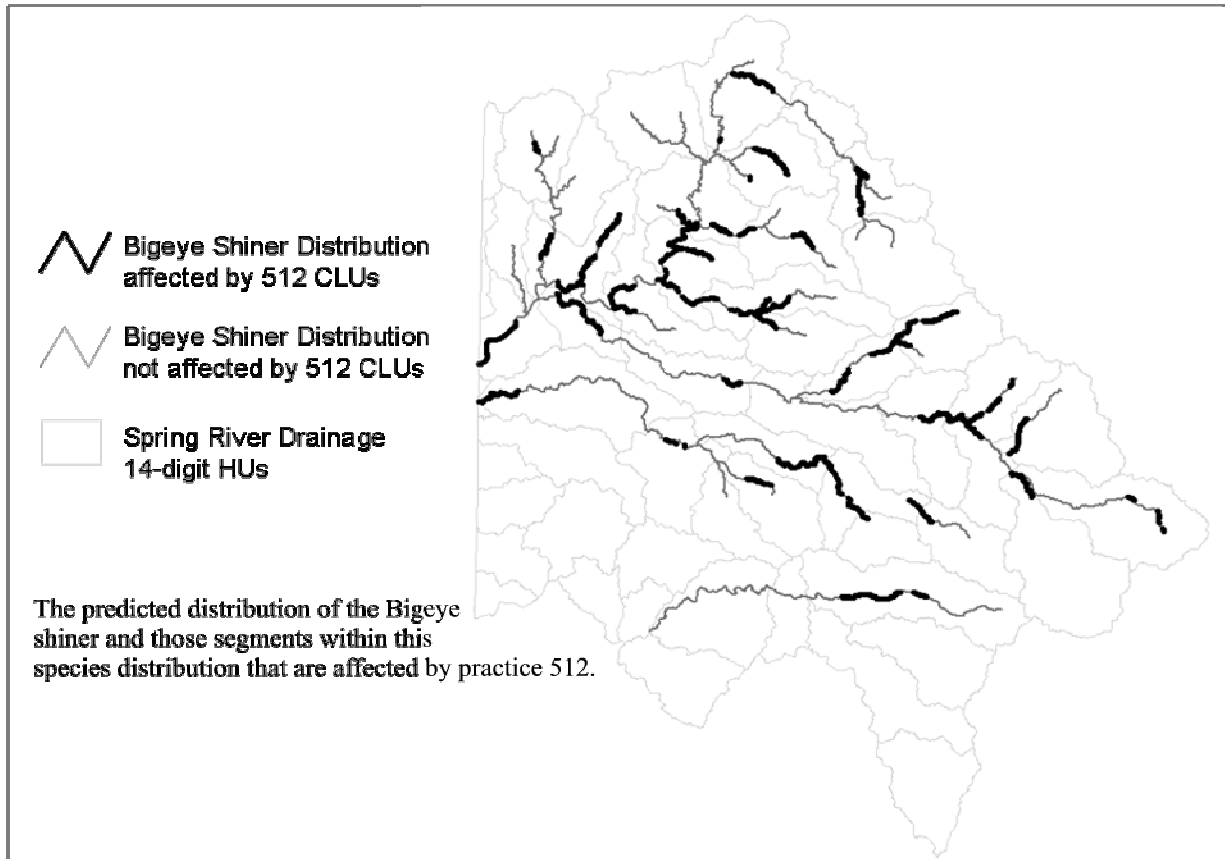 Bigeye Shiner Distribution
affected by 512 CLUs
Bigeye Shiner Distribution
not affected by 512 CLUs
Spring River Drainage
14-digit HUs
The predicted distribution of the Bigeye
shiner and those segments within this
species distribution that are affected by practice 512.